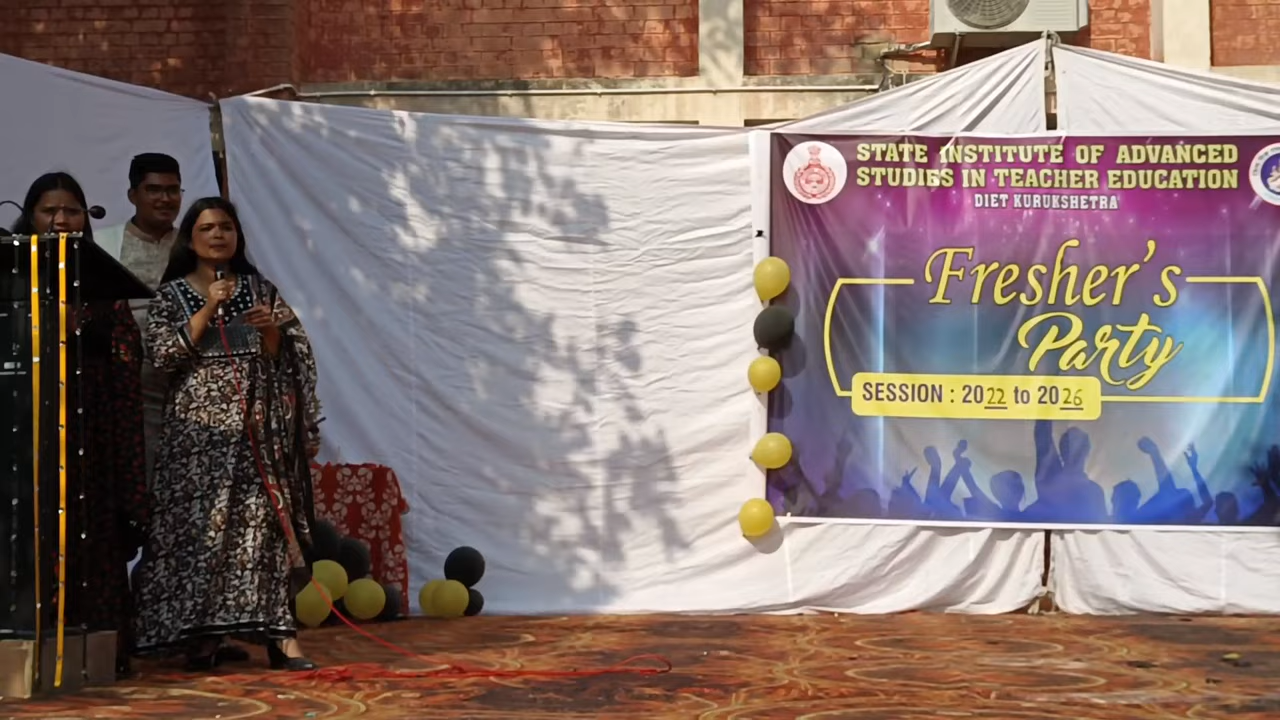 STATE INSTITUTE OF ADVANCED
STUDIES IN TEACHER EDUCATION
DIET KURUKSHETRA
Fresher's
Party
SESSION : 2022 to 2026